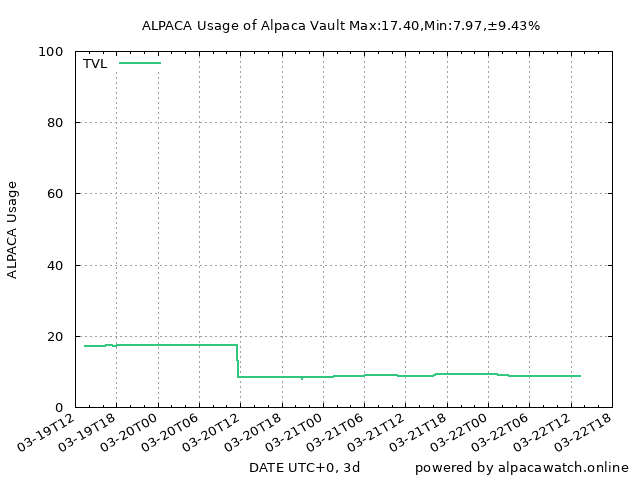 ALPACA Usage of Alpaca Vault Max:17.40,Min:7.97,±9.43%
TVL
100
80
60
40
20
0
ALPACA Usage
03-19T12
03-19T18
03-20T00
03-20T06
03-20T12
03-20T18
03-21T00
03-21T06
03-21T12
03-21T18
03-22T00
03-22T06
03-22T12
03-22T18
DATE UTC+0, 3d
powered by alpacawatch.online